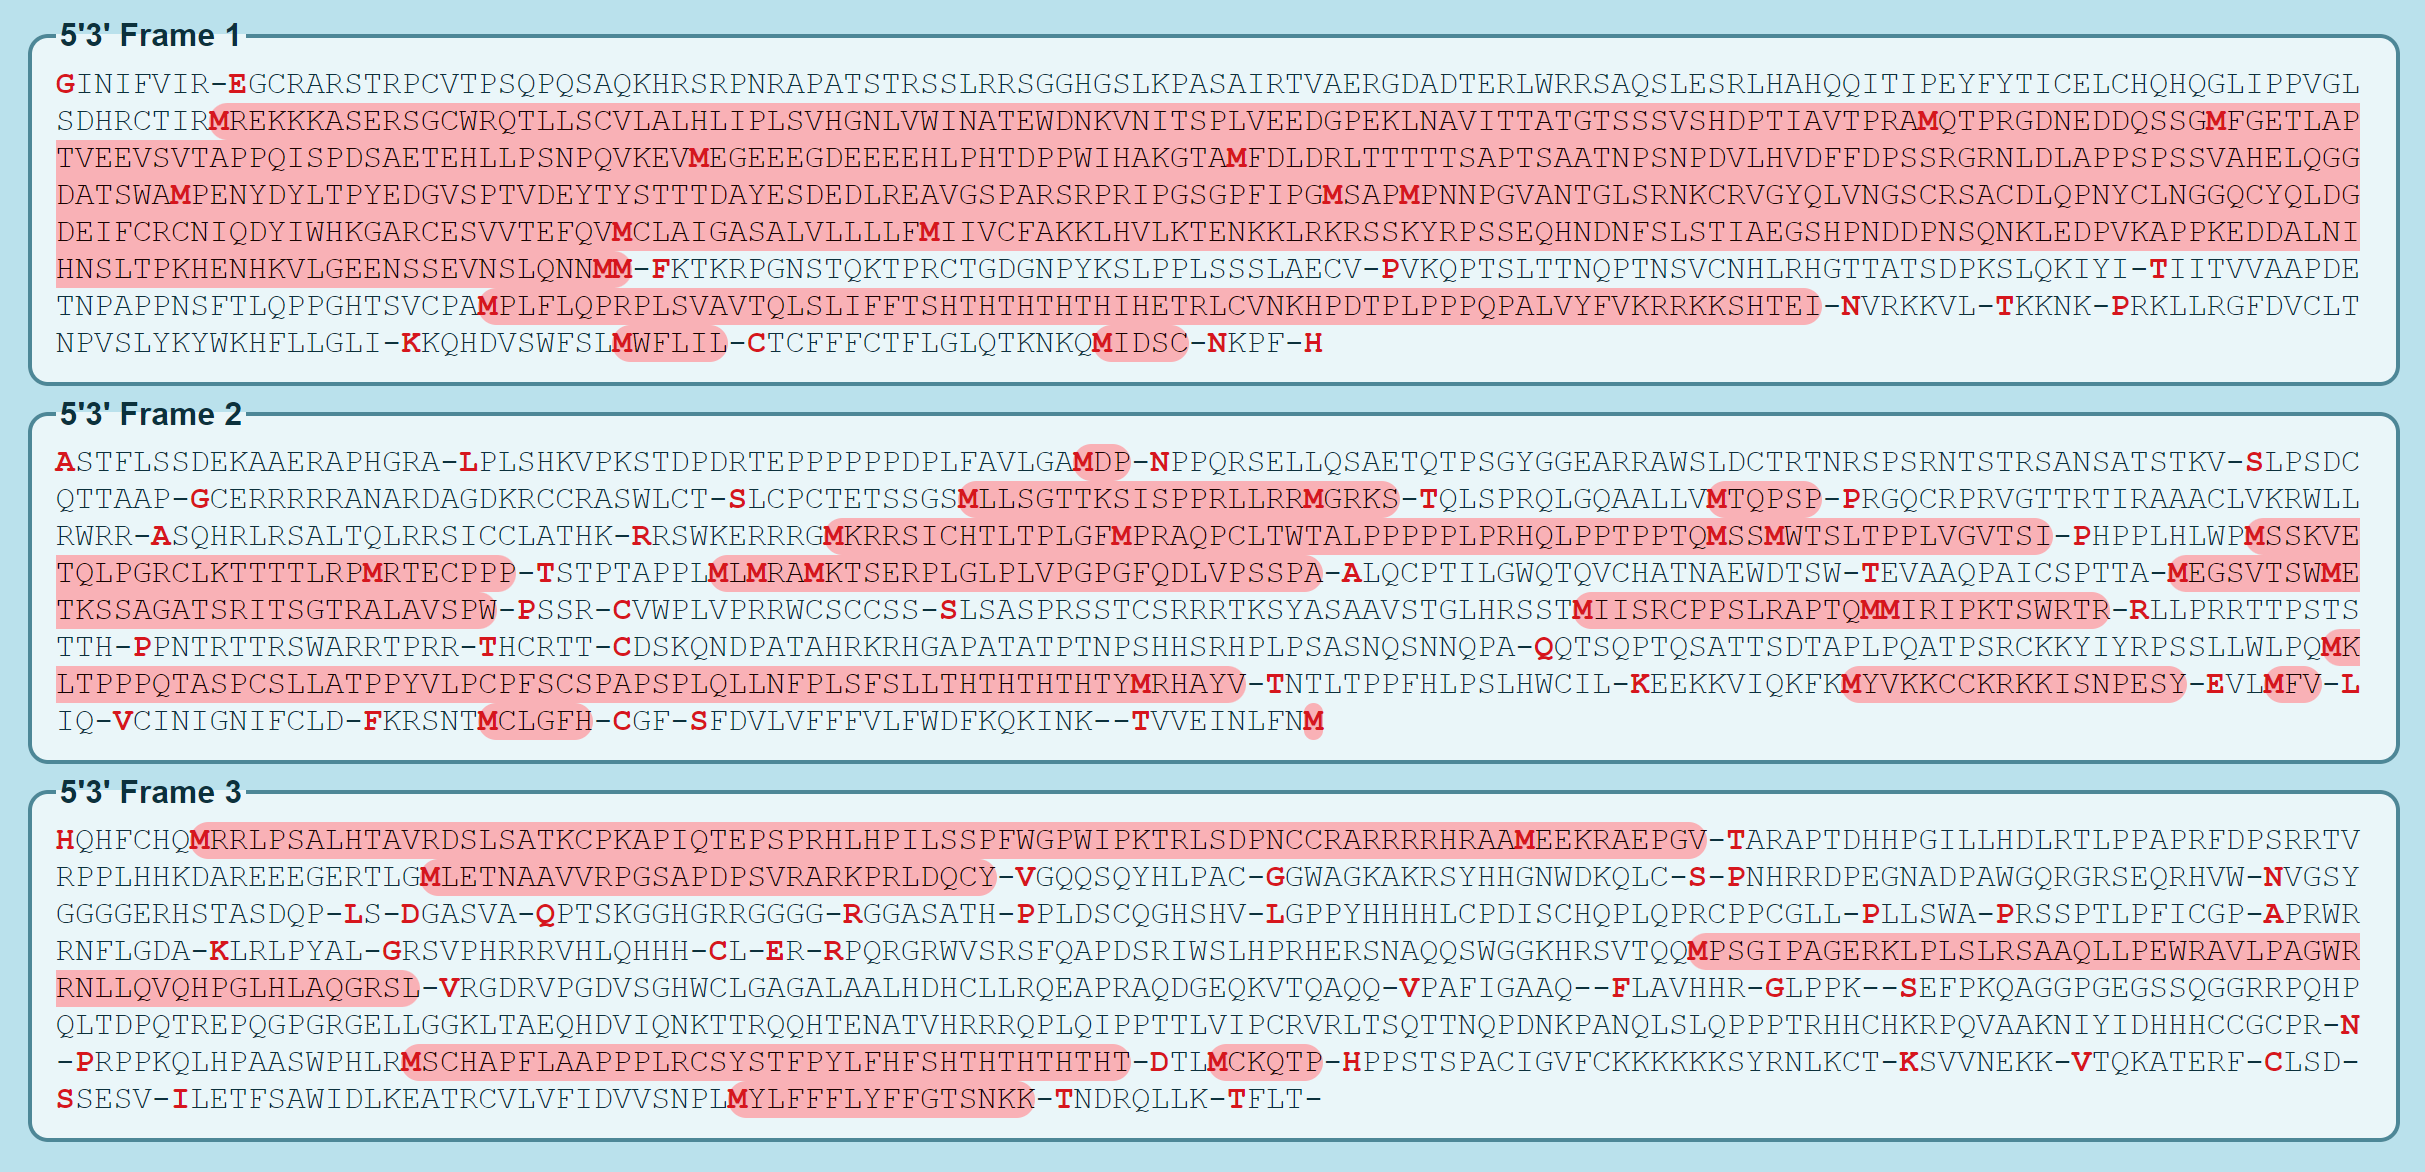 5'3' Frame 1
GINIFVIR-EGCRARSTRPCVTPSQPQSAQKHRSRPNRAPATSTRSSLRRSGGHGSLKPASAIRTVAERGDADTERLWRRSAQSLESRLHAHQQITIPEYFYTICELCHQHQGLIPPVGL
SDHRCTIRMREKKKASERSGCWRQTLLSCVLALHLIPLSVHGNLVWINATEWDNKVNITSPLVEEDGPEKLNAVITTATGTSSSVSHDPTIAVTPRAMQTPRGDNEDDQSSGMFGETLAP
TVEEVSVTAPPQISPDSAETEHLLPSNPQVKEVMEGEEEGDEEEEHLPHTDPPWIHAKGTAMFDLDRLTTTTTSAPTSAATNPSNPDVLHVDFFDPSSRGRNLDLAPPSPSSVAHELQGG
DATSWAMPENYDYLTPYEDGVSPTVDEYTYSTTTDAYESDEDLREAVGSPARSRPRIPGSGPFIPGMSAPMPNNPGVANTGLSRNKCRVGYQLVNGSCRSACDLQPNYCLNGGQCYQLDG
DEIFCRCNIQDYIWHKGARCESVVTEFQVMCLAIGASALVLLLLFMIIVCFAKKLHVLKTENKKLRKRSSKYRPSSEQHNDNFSLSTIAEGSHPNDDPNSQNKLEDPVKAPPKEDDALNI
HNSLTPKHENHKVLGEENSSEVNSLQNNMM-FKTKRPGNSTQKTPRCTGDGNPYKSLPPLSSSLAECV-PVKQPTSLTTNQPTNSVCNHLRHGTTATSDPKSLQKIYI-TIITVVAAPDE
TNPAPPNSFTLQPPGHTSVCPAMPLFLQPRPLSVAVTQLSLIFFTSHTHTHTHTHIHETRLCVNKHPDTPLPPPQPALVYFVKRRKKSHTEI-NVRKKVL-TKKNK-PRKLLRGFDVCLT
NPVSLYKYWKHFLLGLI-KKQHDVSWFSLMWFLIL-CTCFFFCTFLGLQTKNKQMIDSC-NKPF-H
5'3' Frame 2
ASTFLSSDEKAAERAPHGRA-LPLSHKVPKSTDPDRTEPPPPPPDPLFAVLGAMDP-NPPQRSELLQSAETQTPSGYGGEARRAWSLDCTRTNRSPSRNTSTRSANSATSTKV-SLPSDC
QTTAAP-GCERRRRRANARDAGDKRCCRASWLCT-SLCPCTETSSGSMLLSGTTKSISPPRLLRRMGRKS-TQLSPRQLGQAALLVMTQPSP-PRGQCRPRVGTTRTIRAAACLVKRWLL
RWRR-ASQHRLRSALTQLRRSICCLATHK-RRSWKERRRGMKRRSICHTLTPLGFMPRAQPCLTWTALPPPPPLPRHQLPPTPPTQMSSMWTSLTPPLVGVTSI-PHPPLHLWPMSSKVE
TQLPGRCLKTTTTLRPMRTECPPP-TSTPTAPPLMLMRAMKTSERPLGLPLVPGPGFQDLVPSSPA-ALQCPTILGWQTQVCHATNAEWDTSW-TEVAAQPAICSPTTA-MEGSVTSWME
TKSSAGATSRITSGTRALAVSPW-PSSR-CVWPLVPRRWCSCCSS-SLSASPRSSTCSRRRTKSYASAAVSTGLHRSSTMIISRCPPSLRAPTQMMIRIPKTSWRTR-RLLPRRTTPSTS
TTH-PPNTRTTRSWARRTPRR-THCRTT-CDSKQNDPATAHRKRHGAPATATPTNPSHHSRHPLPSASNQSNNQPA-QQTSQPTQSATTSDTAPLPQATPSRCKKYIYRPSSLLWLPQMK
LTPPPQTASPCSLLATPPYVLPCPFSCSPAPSPLQLLNFPLSFSLLTHTHTHTHTYMRHAYV-TNTLTPPFHLPSLHWCIL-KEEKKVIQKFKMYVKKCCKRKKISNPESY-EVLMFV-L
IQ-VCINIGNIFCLD-FKRSNTMCLGFH-CGF-SFDVLVFFFVLFWDFKQKINK--TVVEINLFNM
5'3' Frame 3
HQHFCHQMRRLPSALHTAVRDSLSATKCPKAPIQTEPSPRHLHPILSSPFWGPWIPKTRLSDPNCCRARRRRHRAAMEEKRAEPGV-TARAPTDHHPGILLHDLRTLPPAPRFDPSRRTV
RPPLHHKDAREEEGERTLGMLETNAAVVRPGSAPDPSVRARKPRLDQCY-VGQQSQYHLPAC-GGWAGKAKRSYHHGNWDKQLC-S-PNHRRDPEGNADPAWGQRGRSEQRHVW-NVGSY
GGGGERHSTASDQP-LS-DGASVA-QPTSKGGHGRRGGGG-RGGASATH-PPLDSCQGHSHV-LGPPYHHHHLCPDISCHQPLQPRCPPCGLL-PLLSWA-PRSSPTLPFICGP-APRWR
RNFLGDA-KLRLPYAL-GRSVPHRRRVHLQHHH-CL-ER-RPQRGRWVSRSFQAPDSRIWSLHPRHERSNAQQSWGGKHRSVTQQMPSGIPAGERKLPLSLRSAAQLLPEWRAVLPAGWR
RNLLQVQHPGLHLAQGRSL-VRGDRVPGDVSGHWCLGAGALAALHDHCLLRQEAPRAQDGEQKVTQAQQ-VPAFIGAAQ--FLAVHHR-GLPPK--SEFPKQAGGPGEGSSQGGRRPQHP
QLTDPQTREPQGPGRGELLGGKLTAEQHDVIQNKTTRQQHTENATVHRRRQPLQIPPTTLVIPCRVRLTSQTTNQPDNKPANQLSLQPPPTRHHCHKRPQVAAKNIYIDHHHCCGCPR-N
-PRPPKQLHPAASWPHLRMSCHAPFLAAPPPLRCSYSTFPYLFHFSHTHTHTHTHT-DTLMCKQTP-HPPSTSPACIGVFCKKKKKSYRNLKCT-KSVVNEKK-VTQKATERF-CLSD-
SSESV-ILETFSAWIDLKEATRCVLVFIDVVSNPLMYLFFFLYFFGTSNKK-TNDRQLLK-TFLT-